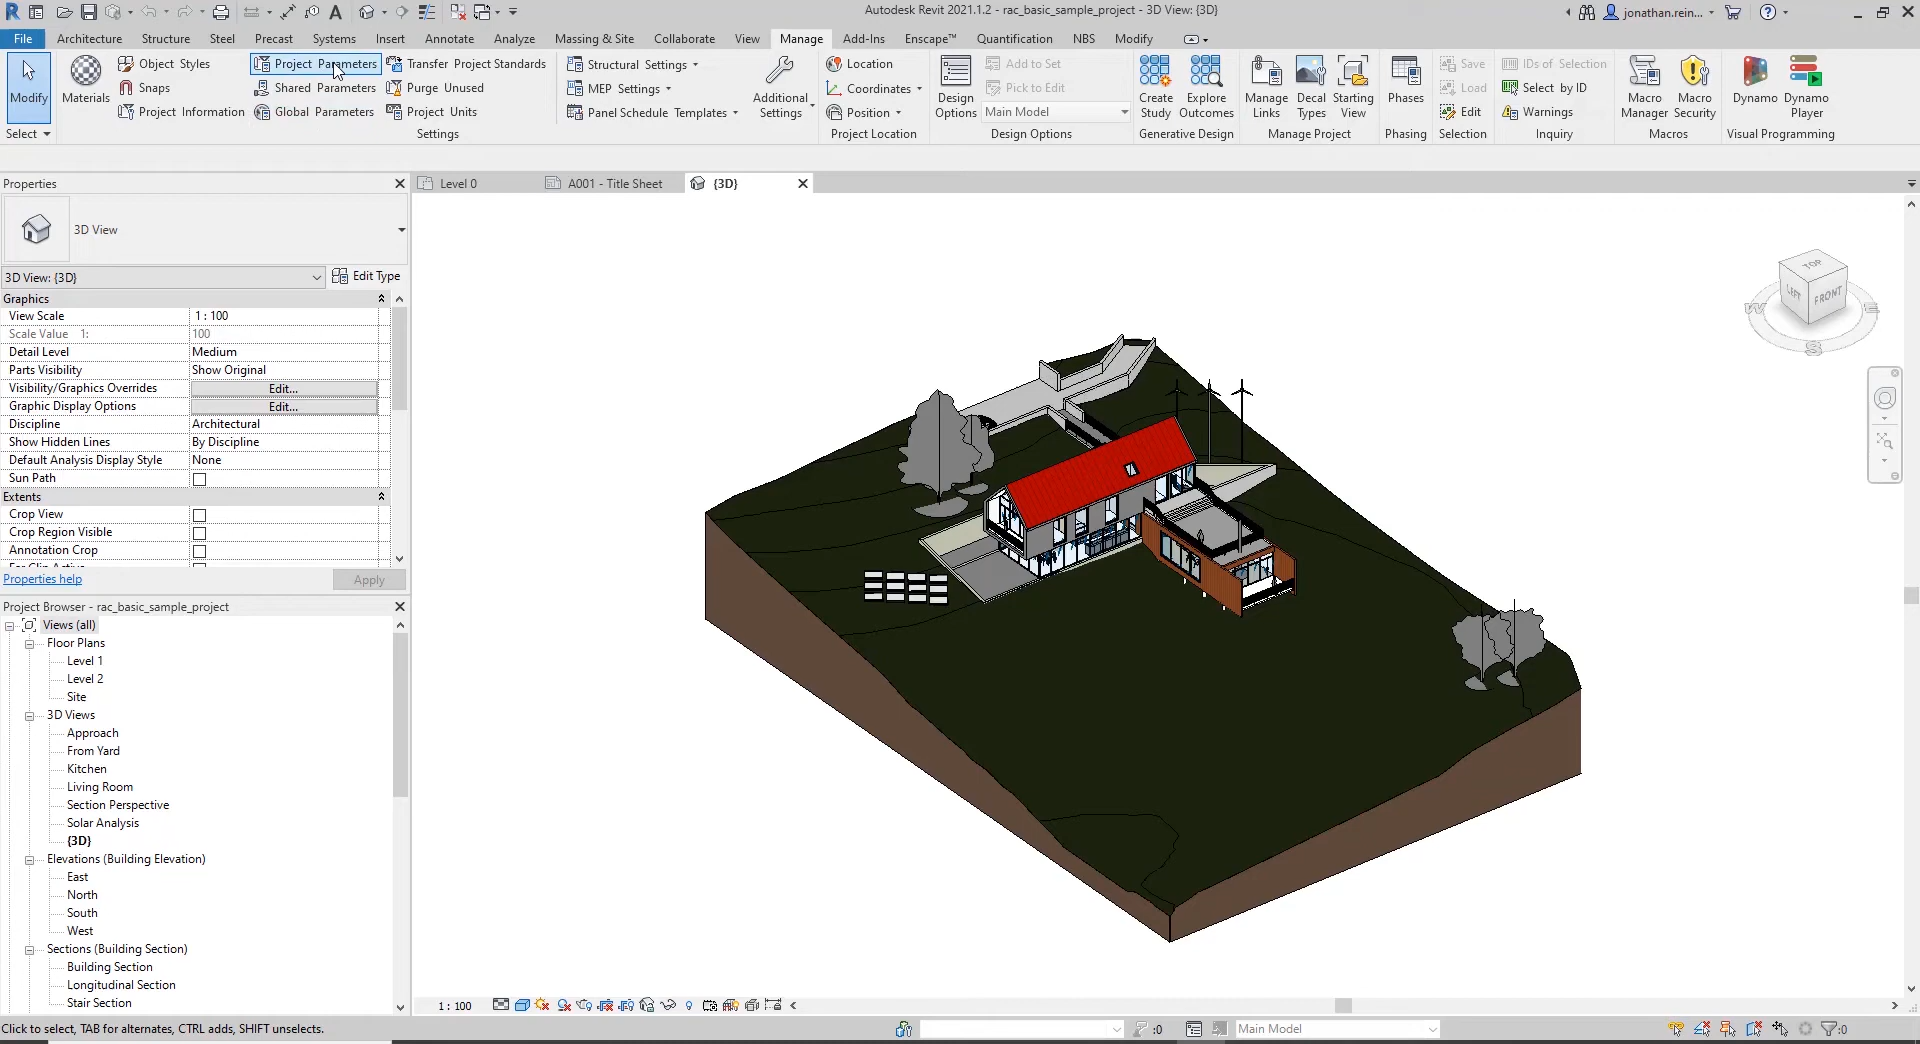 Autodesk Revit 2021.1.2 - rac_basic_sample_project - 3D View: {3D}
jonathan.rein...
File Architecture Structure Steel Precast Systems Insert Annotate Analyze Massing & Site Collaborate View Manage Add-Ins Enscape™ Quantification NBS Modify
Object Styles Project Parameters Transfer Project Standards Structural Settings Location Add to Set Save IDs of Selection
Snaps Shared Parameters Purge Unused MEP Settings Coordinates Pick to Edit Load Select by ID
Modify Materials Additional Settings Design Options Create Study Explore Outcomes Manage Links Decal Types Starting View Phases Macro Manager Macro Security Dynamo Dynamo Player
Project Information Global Parameters Project Units Panel Schedule Templates Position Main Model Edit Warnings
Select Settings Project Location Design Options Generative Design Manage Project Phasing Selection Inquiry Macros Visual Programming
Properties
Level 0 A001 - Title Sheet {3D}
3D View
3D View: {3D} Edit Type
Graphics
View Scale 1 : 100
Scale Value 1: 100
Detail Level Medium
Parts Visibility Show Original
Visibility/Graphics Overrides Edit...
Graphic Display Options Edit...
Discipline Architectural
Show Hidden Lines By Discipline
Default Analysis Display Style None
Sun Path
Extents
Crop View
Crop Region Visible
Annotation Crop
Properties help Apply
Project Browser - rac_basic_sample_project
Views (all)
Floor Plans
Level 1
Level 2
Site
3D Views
Approach
From Yard
Kitchen
Living Room
Section Perspective
Solar Analysis
{3D}
Elevations (Building Elevation)
East
North
South
West
Sections (Building Section)
Building Section
Longitudinal Section
Stair Section
TOP
LEFT FRONT
W E
S
1 : 100
Click to select, TAB for alternates, CTRL adds, SHIFT unselects.
:0 Main Model :0